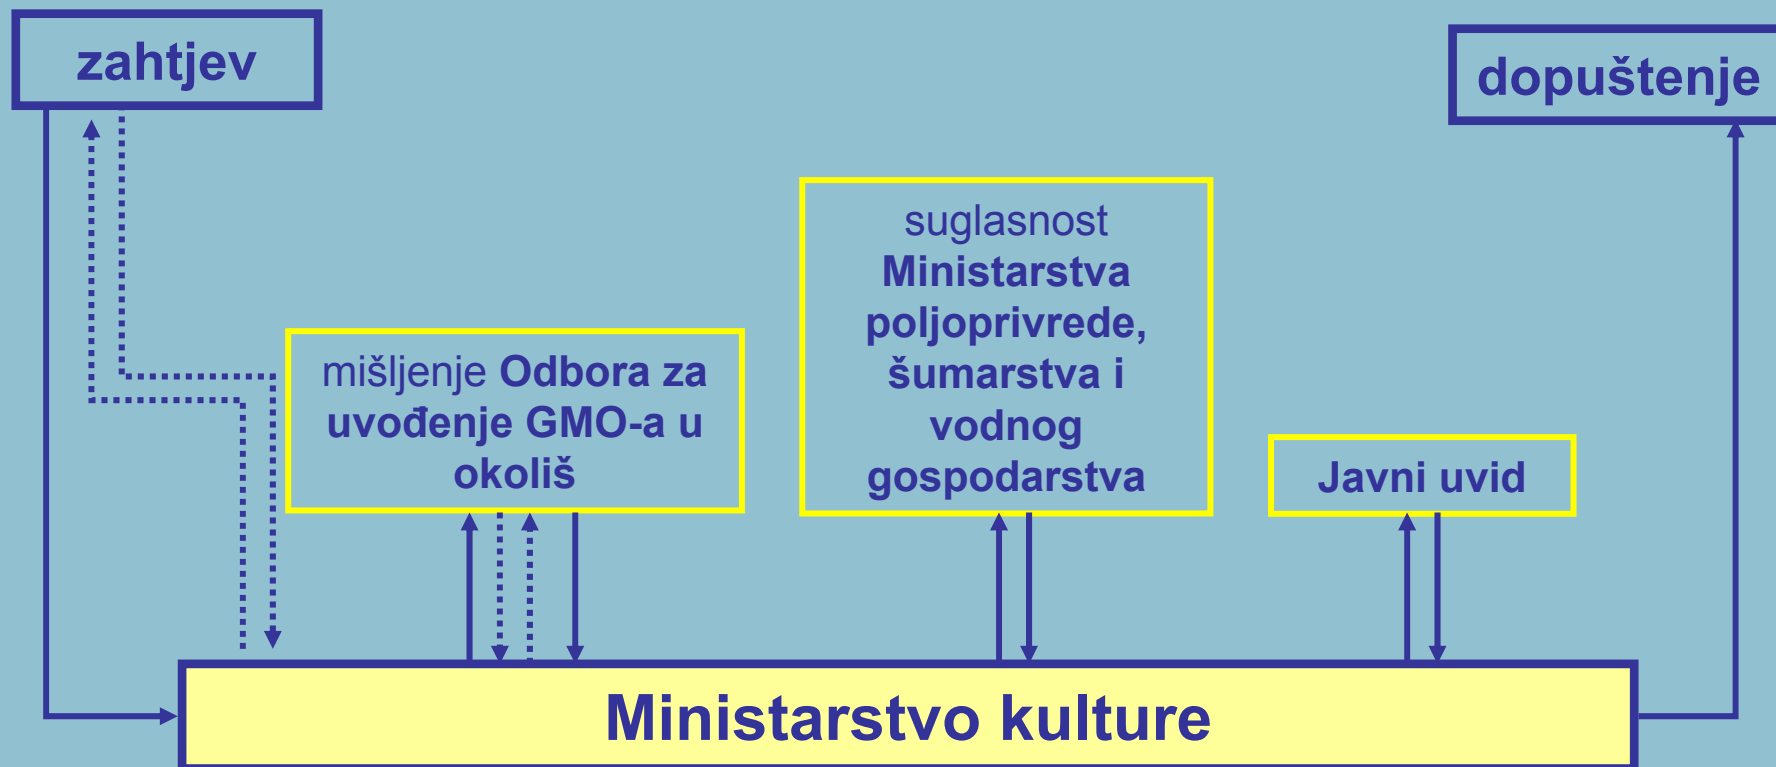 zahtjev
dopuštenje
mišljenje Odbora za
uvođenje GMO-a u
okoliš
suglasnost
Ministarstva
poljoprivrede,
šumarstva i
vodnog
gospodarstva
Javni uvid
Ministarstvo kulture